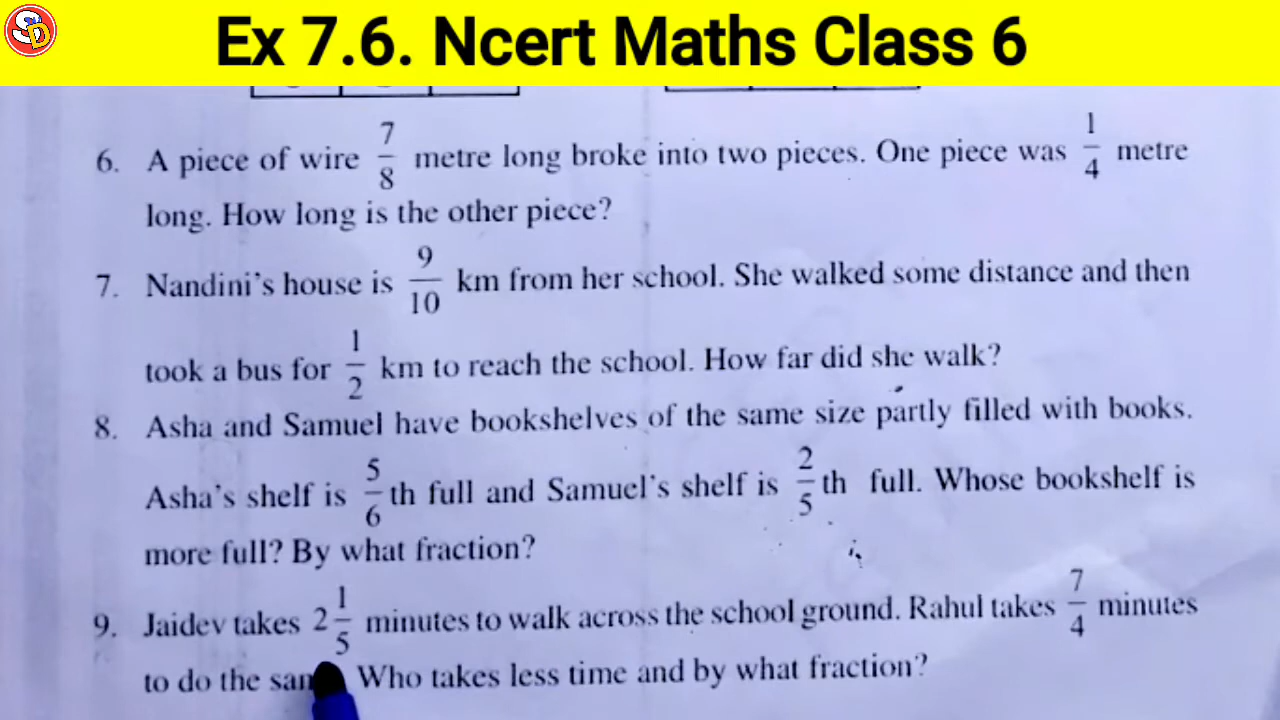 SD
Ex 7.6. Ncert Maths Class 6
6. A piece of wire 7/8 metre long broke into two pieces. One piece was 1/4 metre
long. How long is the other piece?
7. Nandini's house is 9/10 km from her school. She walked some distance and then
took a bus for 1/2 km to reach the school. How far did she walk?
8. Asha and Samuel have bookshelves of the same size partly filled with books.
Asha's shelf is 5/6 th full and Samuel's shelf is 2/5 th full. Whose bookshelf is
more full? By what fraction?
9. Jaidev takes 2 1/5 minutes to walk across the school ground. Rahul takes 7/4 minutes
to do the Who takes less time and by what fraction?